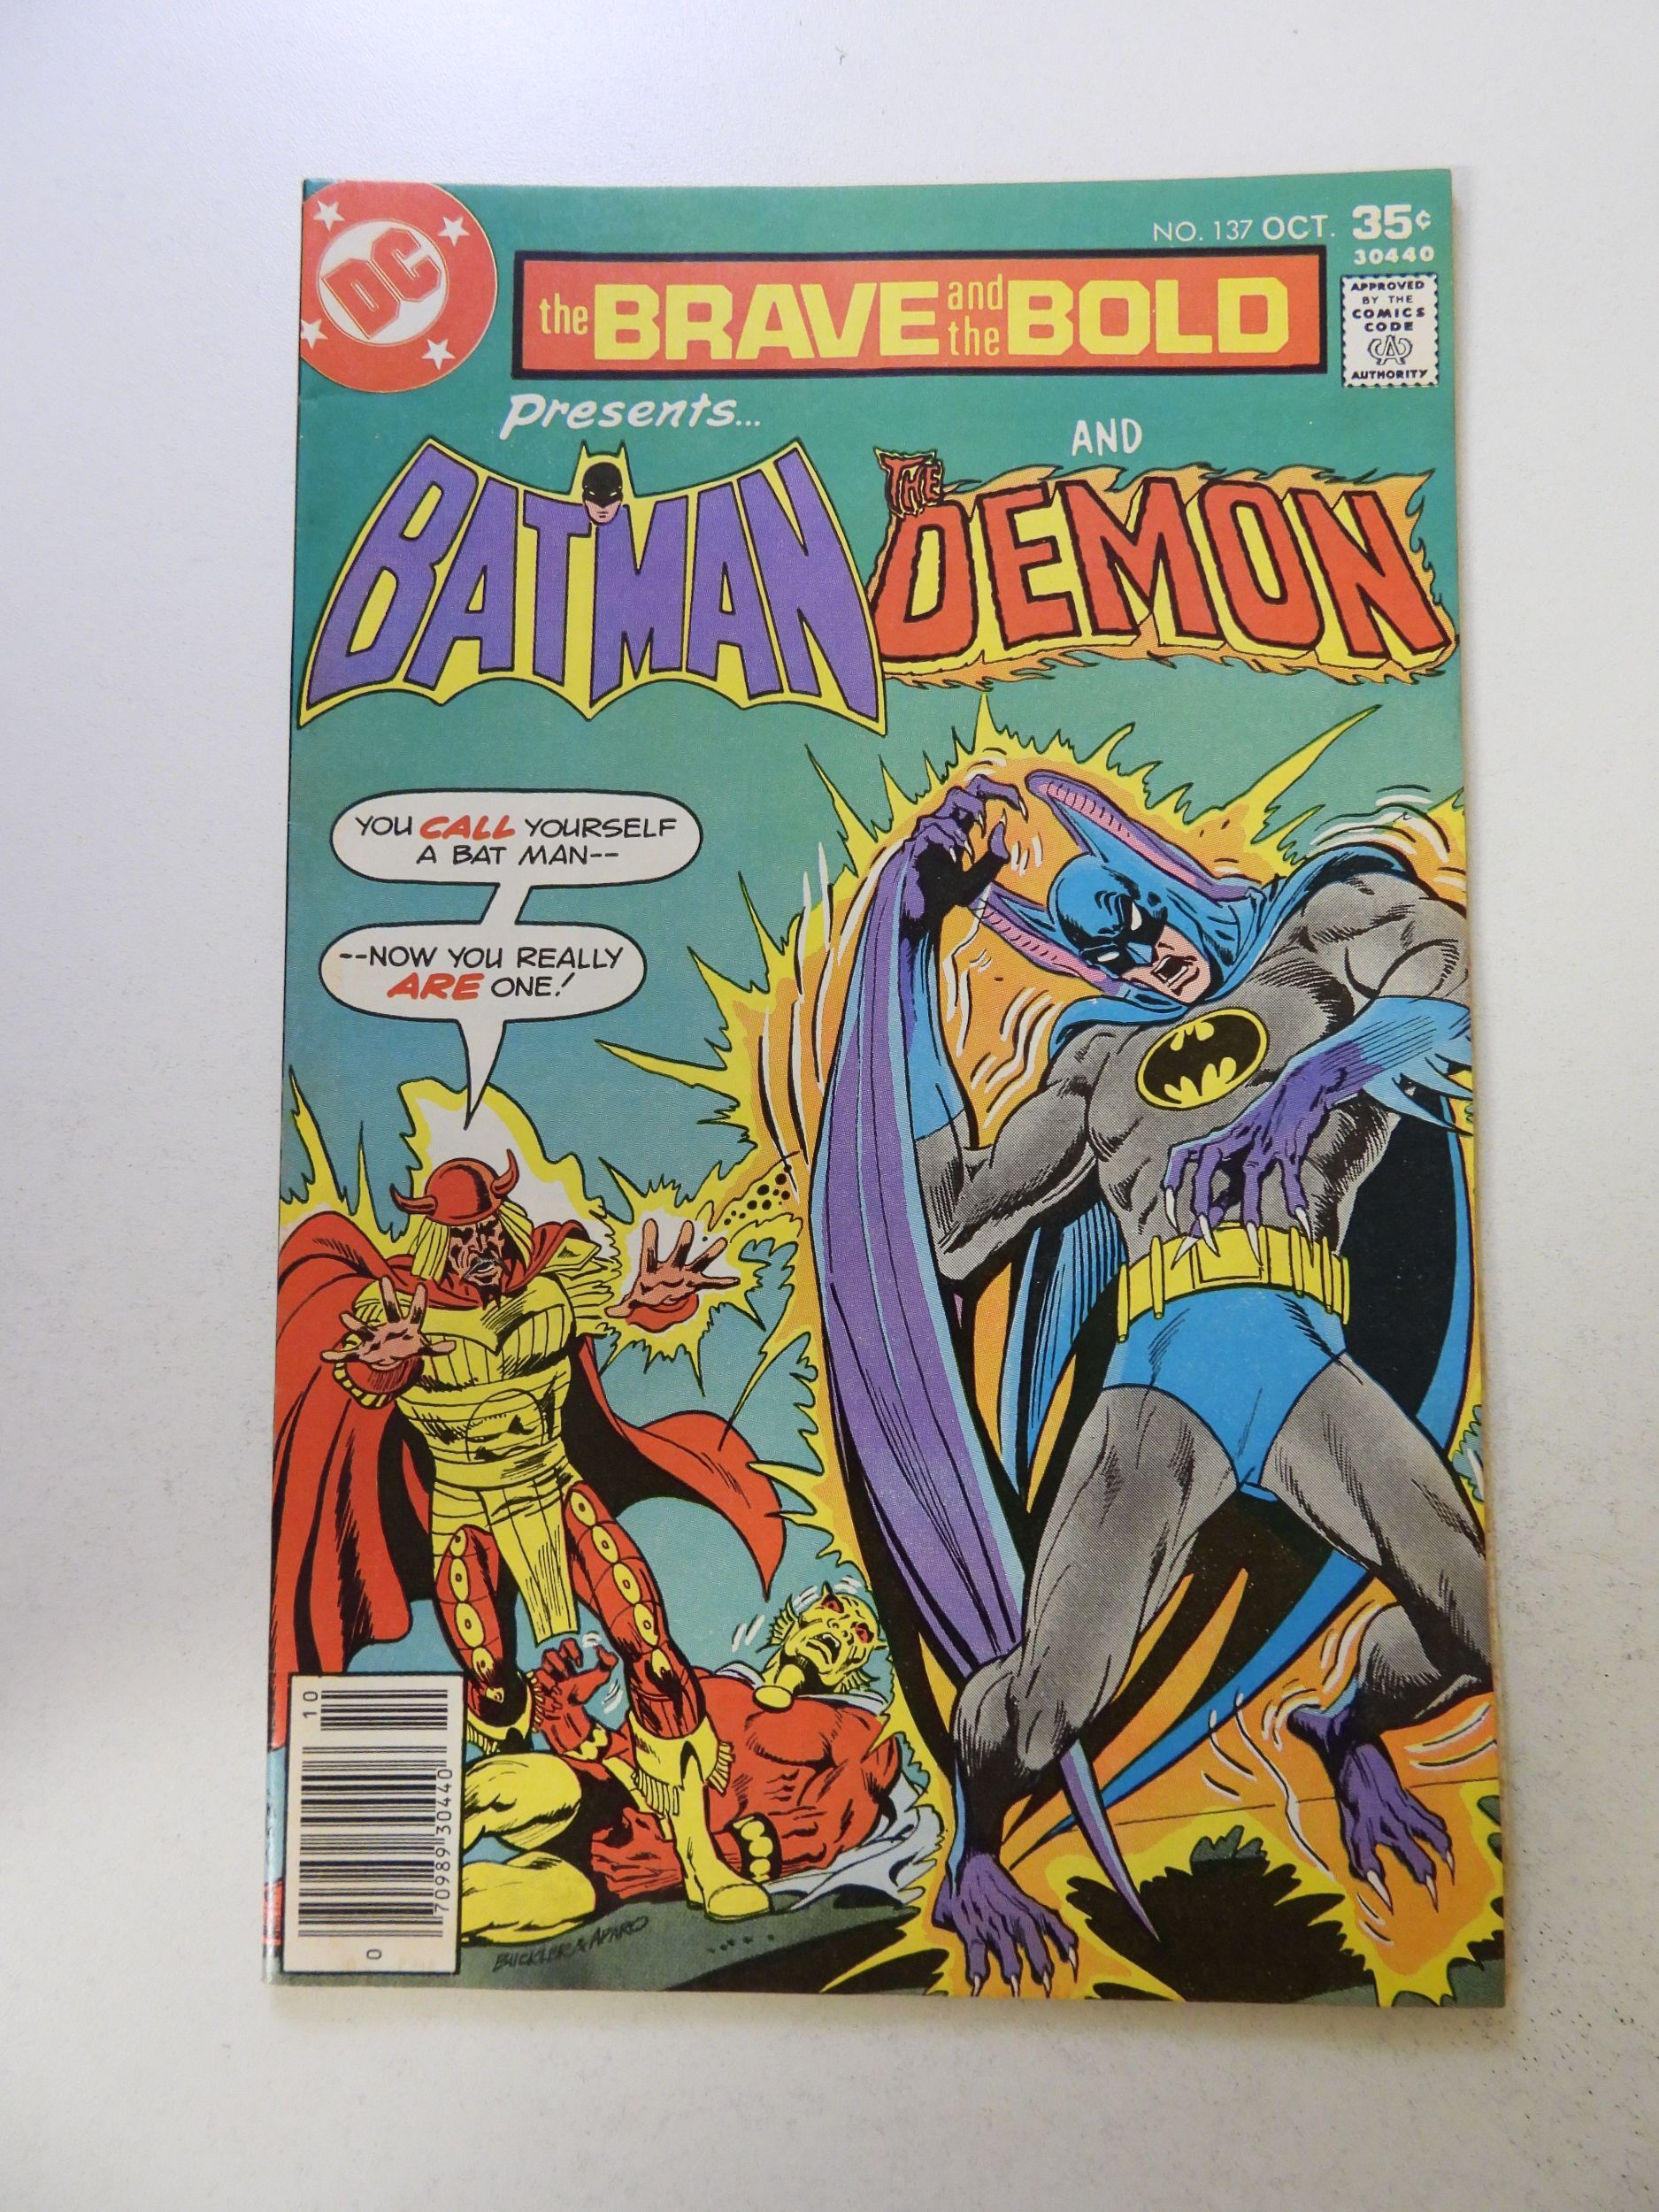 DC
NO. 137 OCT. 35¢
30440
the BRAVE and the BOLD
APPROVED
BY THE
COMICS
CODE
CA
AUTHORITY
presents...
BATMAN
AND
THE DEMON
YOU CALL YOURSELF
A BAT MAN--
--NOW YOU REALLY
ARE ONE!
10
70989 30440
0
BUCKLER & APARO